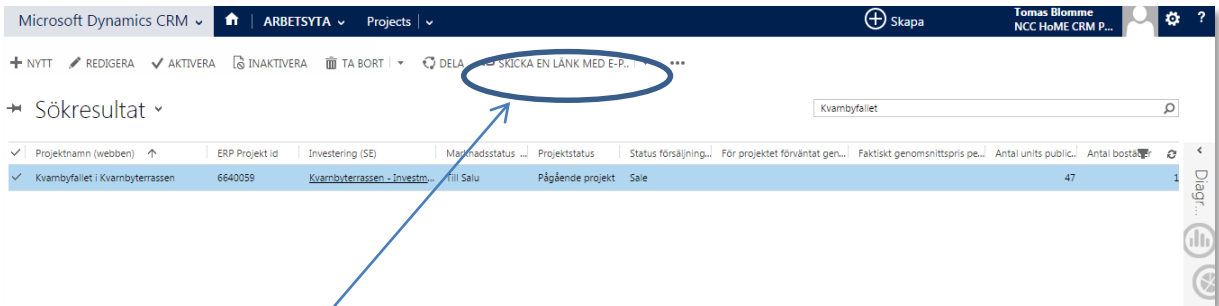 Microsoft Dynamics CRM ARBETSYTA Projects Skapa Tomas Blomme
NCC HoME CRM P... ?
NYTT REDIGERA AKTIVERA INAKTIVERA TA BORT DELA SKICKA EN LÄNK MED E-P.. ...
Sökresultat Kvarnbyfallet
Projektnamn (webben) ERP Projekt id Investering (SE) Marknadsstatus ... Projektstatus Status försäljning... För projektet förväntat gen... Faktiskt genomsnittspris pe... Antal units public... Antal bostäder
Kvarnbyfallet i Kvarnbyterrassen 6640059 Kvarnbyterrassen - Investm... Till Salu Pågående projekt Sale 47 1
Diagr...